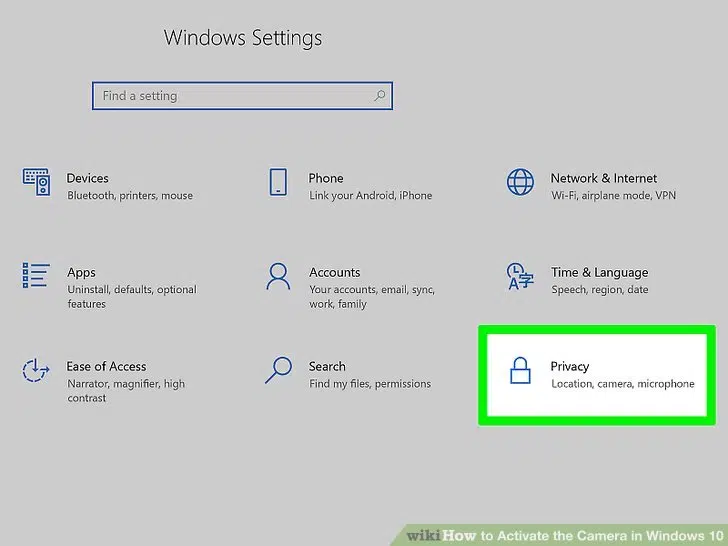 Windows Settings
Find a setting
Devices
Bluetooth, printers, mouse
Phone
Link your Android, iPhone
Network & Internet
Wi-Fi, airplane mode, VPN
Apps
Uninstall, defaults, optional
features
Accounts
Your accounts, email, sync,
work, family
Time & Language
Speech, region, date
Ease of Access
Narrator, magnifier, high
contrast
Search
Find my files, permissions
Privacy
Location, camera, microphone
wikiHow to Activate the Camera in Windows 10